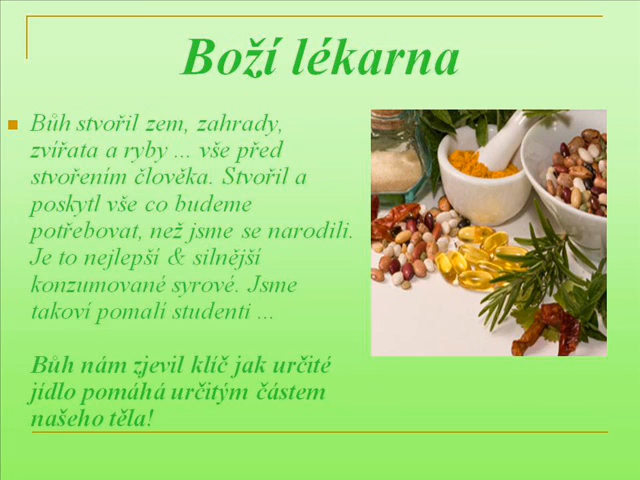 Boží lékarna
Bůh stvořil zem, zahrady,
zvířata a ryby ... vše před
stvořením člověka. Stvořil a
poskytl vše co budeme
potřebovat, než jsme se narodili.
Je to nejlepší & silnější
konzumované syrové. Jsme
takoví pomalí studenti ...
Bůh nám zjevil klíč jak určité
jídlo pomáhá určitým částem
našeho těla!